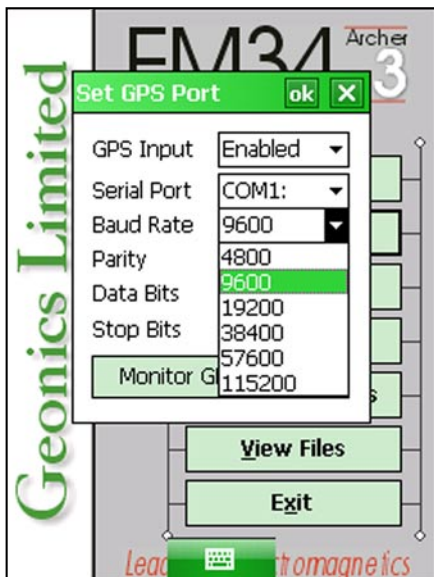 Geonics Limited
EM34
Archer
3
Set GPS Port ok X
GPS Input Enabled
Serial Port COM1:
Baud Rate 9600
Parity
4800
9600
19200
38400
57600
115200
Data Bits
Stop Bits
Monitor
View Files
Exit